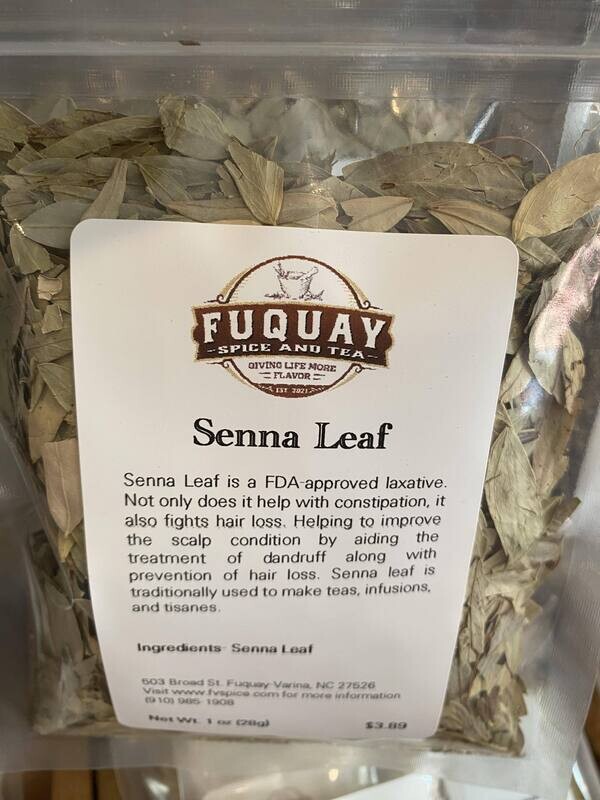 FUQUAY
SPICE AND TEA
GIVING LIFE MORE
FLAVOR
EST 2021
Senna Leaf
Senna Leaf is a FDA-approved laxative.
Not only does it help with constipation, it
also fights hair loss. Helping to improve
the scalp condition by aiding the
treatment of dandruff along with
prevention of hair loss. Senna leaf is
traditionally used to make teas, infusions,
and tisanes.
Ingredients: Senna Leaf
503 Broad St. Fuquay-Varina, NC 27526
Visit www.fvspice.com for more information
(910) 985-1908
Net Wt. 1 oz (28g)
$3.89